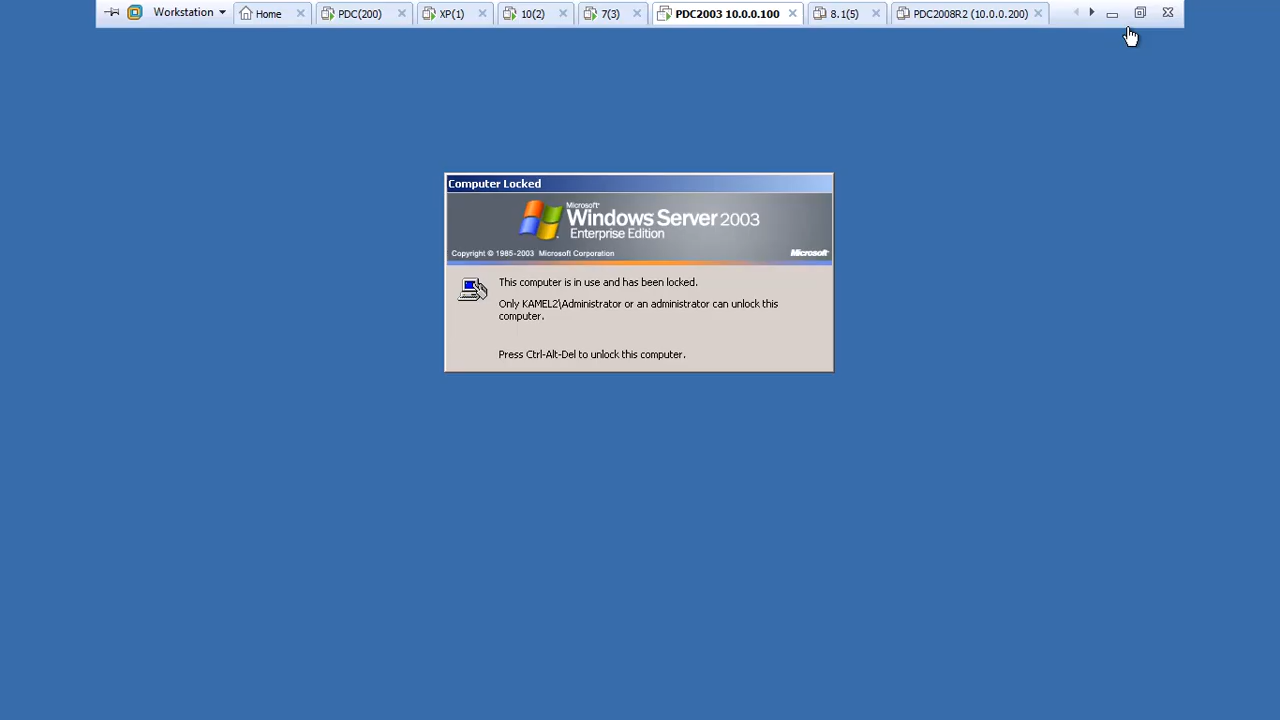 Workstation Home PDC(200) XP(1) 10(2) 7(3) PDC2003 10.0.0.100 8.1(5) PDC2008R2 (10.0.0.200)
Computer Locked
Microsoft®
Windows Server 2003
Enterprise Edition
Copyright © 1985-2003 Microsoft Corporation Microsoft
This computer is in use and has been locked.
Only KAMEL2\Administrator or an administrator can unlock this
computer.
Press Ctrl-Alt-Del to unlock this computer.